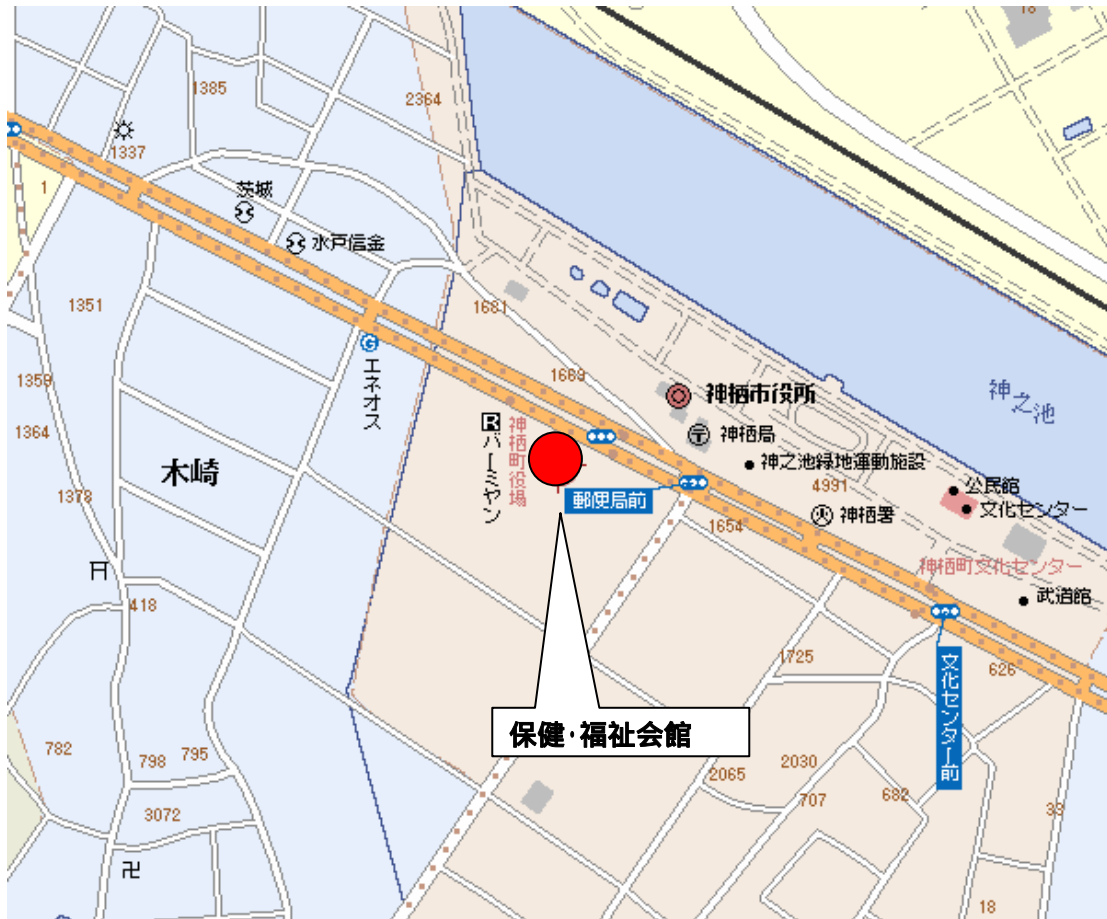 18
1385
2364
1337
1
茨城
水戸信金
1351
1681
エネオス
1359
1669
神栖市役所
神之池
1364
R
バーミヤン
神栖町役場
神栖局
神之池緑地運動施設
木崎
1378
郵便局前
4991
公民館
文化センター
1654
神栖署
神栖町文化センター
武道館
418
1725
626
文化センター前
保健・福祉会館
782
798
795
2065
2030
707
682
33
3072
18